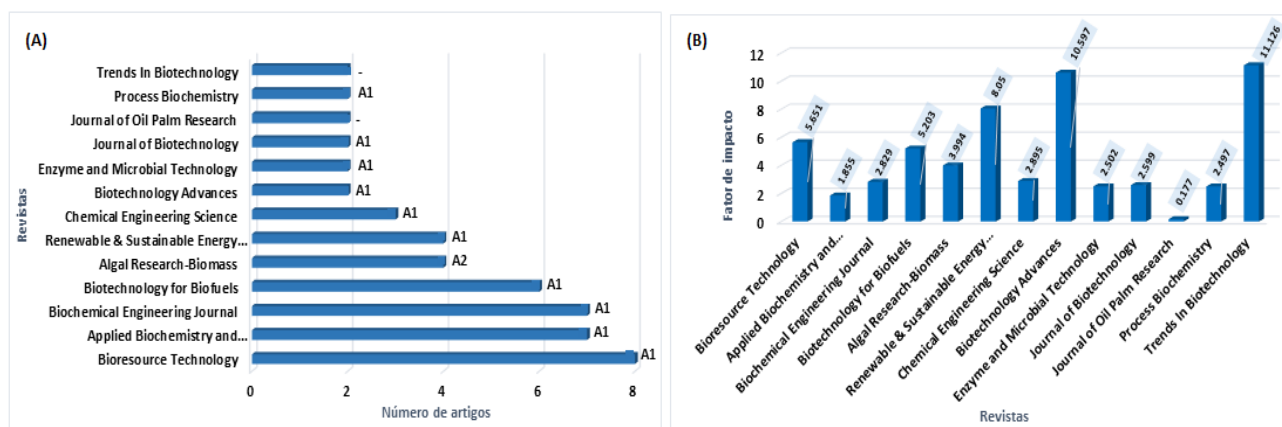 (A)
Revistas
Trends In Biotechnology -
Process Biochemistry A1
Journal of Oil Palm Research -
Journal of Biotechnology A1
Enzyme and Microbial Technology A1
Biotechnology Advances A1
Chemical Engineering Science A1
Renewable & Sustainable Energy... A1
Algal Research-Biomass A2
Biotechnology for Biofuels A1
Biochemical Engineering Journal A1
Applied Biochemistry and... A1
Bioresource Technology A1
0 2 4 6 8
Número de artigos
(B)
Fator de impacto
12
10
8
6
4
2
0
5.651
1.855
2.829
5.203
3.994
8.05
2.895
10.597
2.502
2.599
0.177
2.497
11.126
Bioresource Technology
Applied Biochemistry and...
Biochemical Engineering Journal
Biotechnology for Biofuels
Algal Research-Biomass
Renewable & Sustainable Energy...
Chemical Engineering Science
Biotechnology Advances
Enzyme and Microbial Technology
Journal of Biotechnology
Journal of Oil Palm Research
Process Biochemistry
Trends In Biotechnology
Revistas